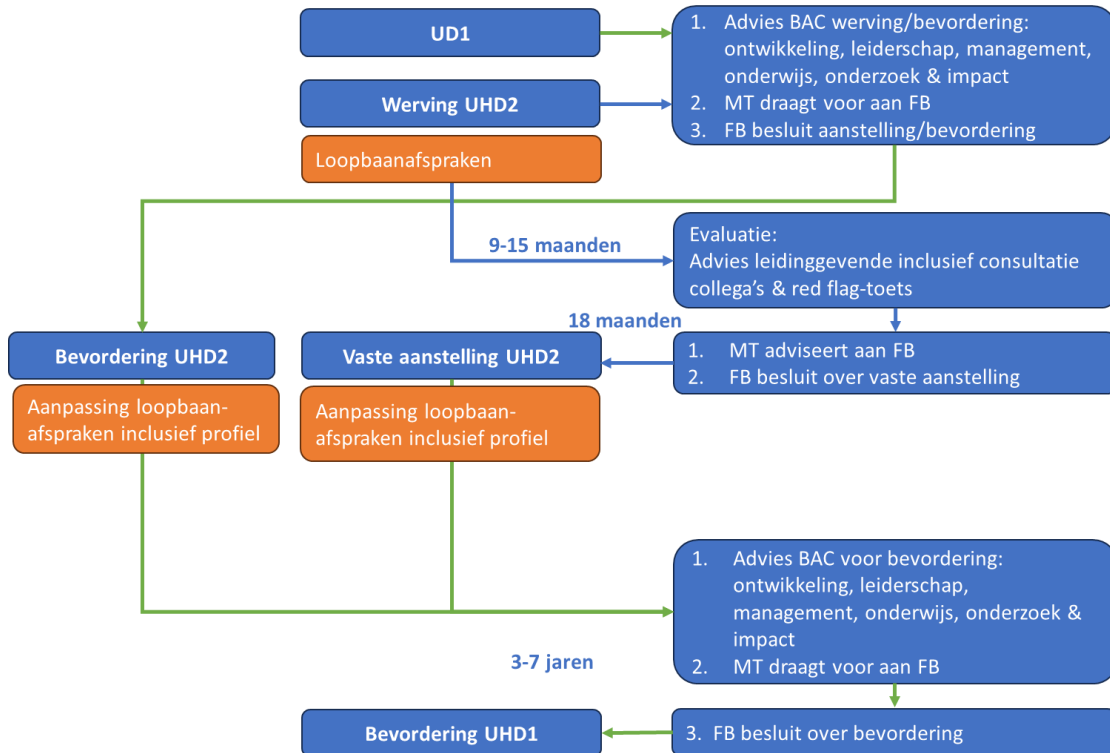 UD1
1. Advies BAC werving/bevordering:
ontwikkeling, leiderschap, management,
onderwijs, onderzoek & impact
2. MT draagt voor aan FB
3. FB besluit aanstelling/bevordering
Werving UHD2
Loopbaanafspraken
9-15 maanden
Evaluatie:
Advies leidinggevende inclusief consultatie
collega's & red flag-toets
18 maanden
Bevordering UHD2
Vaste aanstelling UHD2
1. MT adviseert aan FB
2. FB besluit over vaste aanstelling
Aanpassing loopbaan-
afspraken inclusief profiel
Aanpassing loopbaan-
afspraken inclusief profiel
1. Advies BAC voor bevordering:
ontwikkeling, leiderschap,
management, onderwijs, onderzoek &
impact
2. MT draagt voor aan FB
3-7 jaren
Bevordering UHD1
3. FB besluit over bevordering